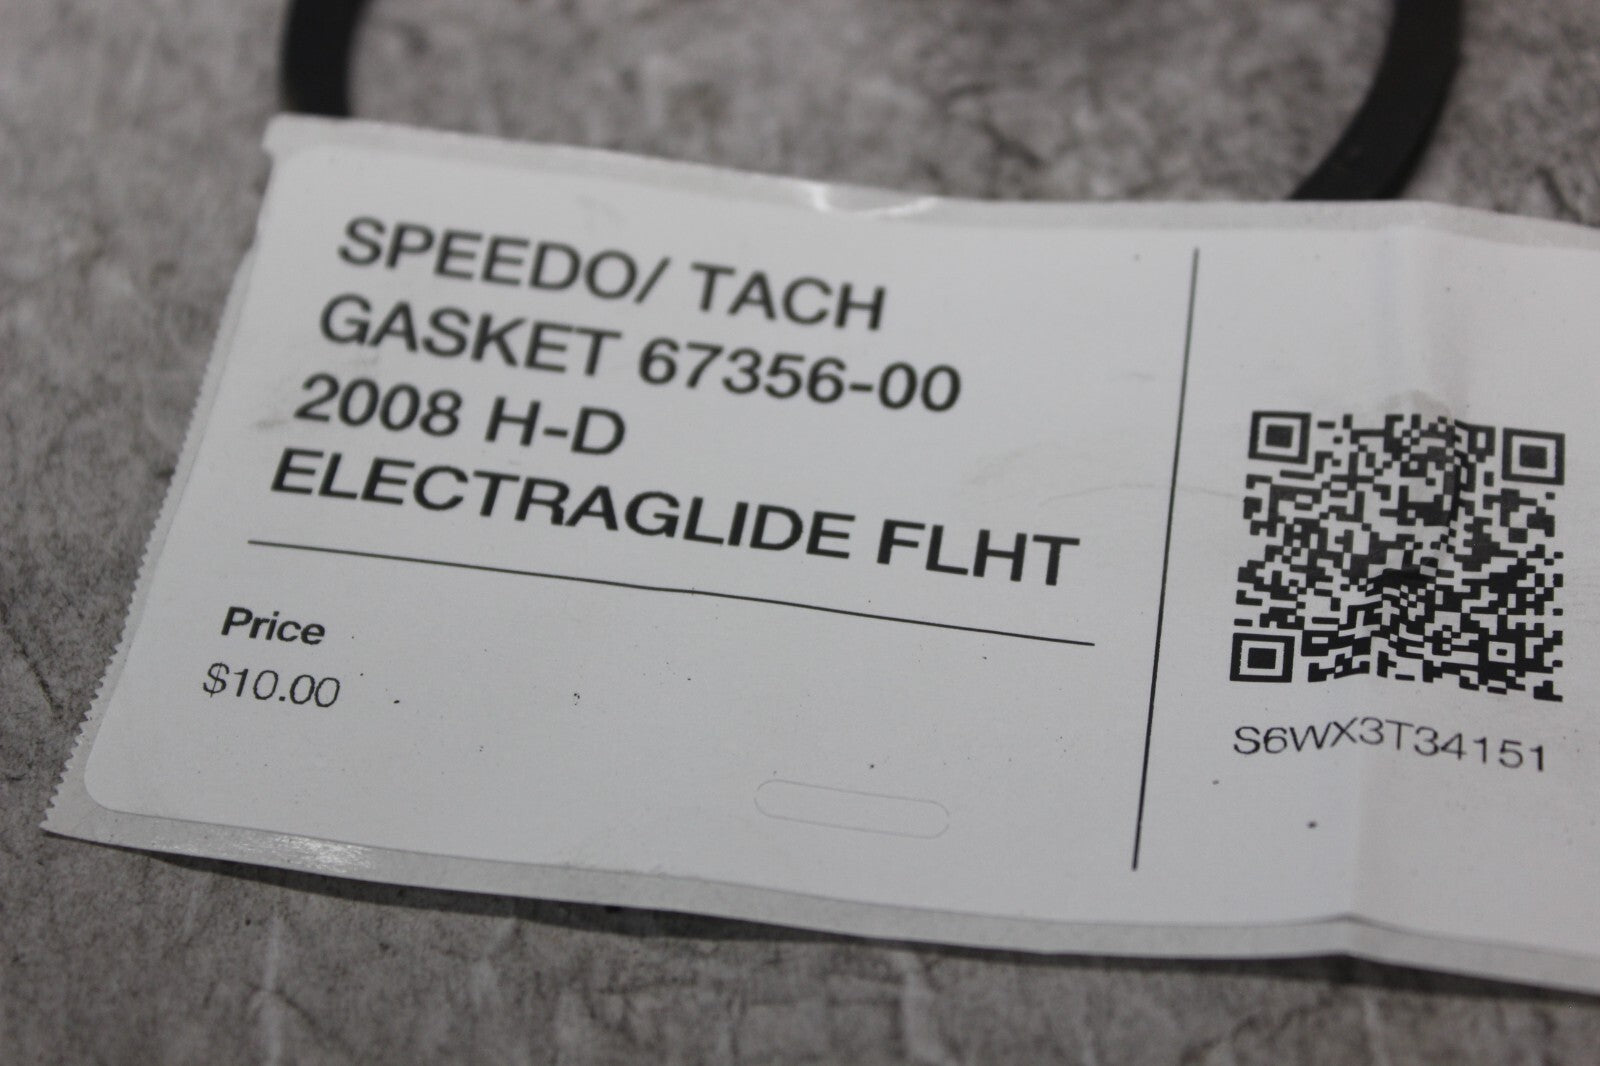 SPEEDO/ TACH
GASKET 67356-00
2008 H-D
ELECTRAGLIDE FLHT
Price
$10.00
S6WX3T34151